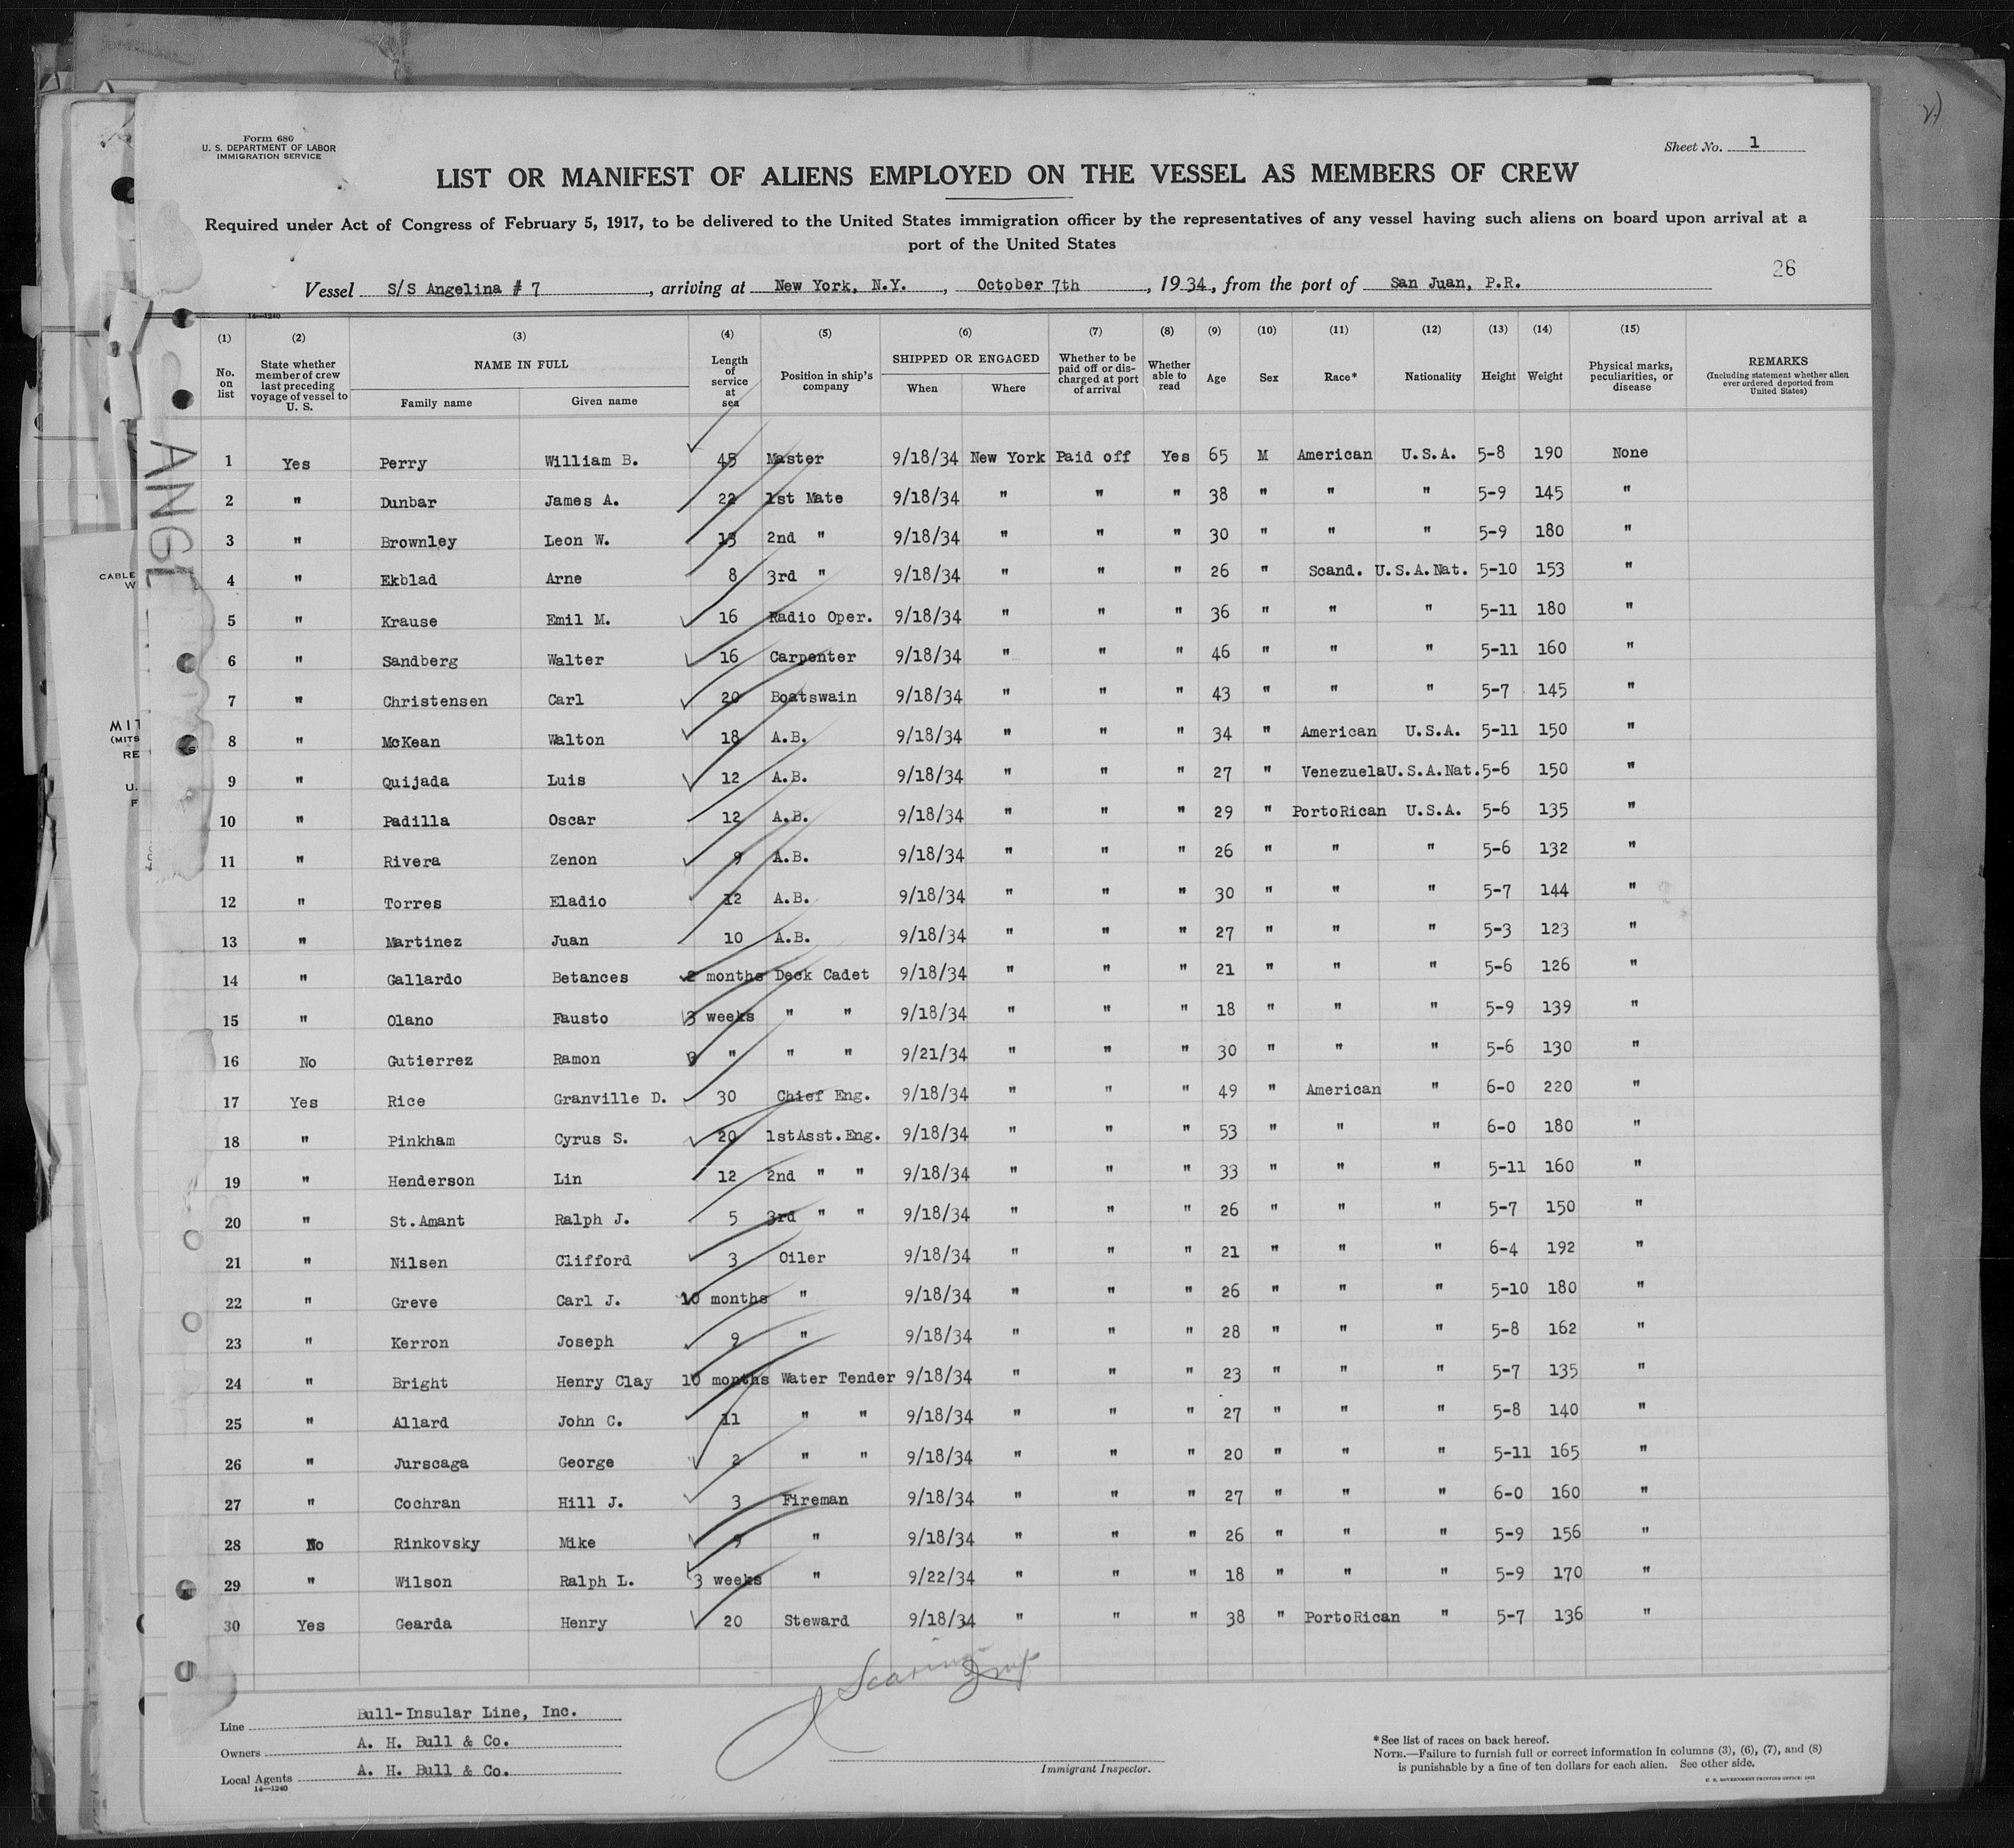 Form 680
U. S. DEPARTMENT OF LABOR
IMMIGRATION SERVICE
Sheet No. 1
LIST OR MANIFEST OF ALIENS EMPLOYED ON THE VESSEL AS MEMBERS OF CREW
Required under Act of Congress of February 5, 1917, to be delivered to the United States immigration officer by the representatives of any vessel having such aliens on board upon arrival at a
port of the United States
26
Vessel S/S Angelina # 7, arriving at New York, N.Y., October 7th, 1934, from the port of San Juan, P.R.
14—1240
(1) (2) (3) (4) (5) (6) (7) (8) (9) (10) (11) (12) (13) (14) (15)
No. on list State whether member of crew last preceding voyage of vessel to U. S. NAME IN FULL Family name Given name Length of service at sea Position in ship's company SHIPPED OR ENGAGED When Where Whether to be paid off or discharged at port of arrival Whether able to read Age Sex Race* Nationality Height Weight Physical marks, peculiarities, or disease REMARKS (Including statement whether alien ever ordered deported from United States)
1 Yes Perry William B. 45 Master 9/18/34 New York Paid off Yes 65 M American U.S.A. 5-8 190 None
2 " Dunbar James A. 22 1st Mate 9/18/34 " " " 38 " " " 5-9 145 "
3 " Brownley Leon W. 13 2nd " 9/18/34 " " " 30 " " " 5-9 180 "
4 " Ekblad Arne 8 3rd " 9/18/34 " " " 26 " Scand. U.S.A.Nat. 5-10 153 "
5 " Krause Emil M. 16 Radio Oper. 9/18/34 " " " 36 " " " 5-11 180 "
6 " Sandberg Walter 16 Carpenter 9/18/34 " " " 46 " " " 5-11 160 "
7 " Christensen Carl 20 Boatswain 9/18/34 " " " 43 " " " 5-7 145 "
8 " McKean Walton 18 A.B. 9/18/34 " " " 34 " American U.S.A. 5-11 150 "
9 " Quijada Luis 12 A.B. 9/18/34 " " " 27 " Venezuela U.S.A.Nat. 5-6 150 "
10 " Padilla Oscar 12 A.B. 9/18/34 " " " 29 " PortoRican U.S.A. 5-6 135 "
11 " Rivera Zenon 9 A.B. 9/18/34 " " " 26 " " " 5-6 132 "
12 " Torres Eladio 12 A.B. 9/18/34 " " " 30 " " " 5-7 144 "
13 " Martinez Juan 10 A.B. 9/18/34 " " " 27 " " " 5-3 123 "
14 " Gallardo Betances 2 months Deck Cadet 9/18/34 " " " 21 " " " 5-6 126 "
15 " Olano Fausto 3 weeks " " 9/18/34 " " " 18 " " " 5-9 139 "
16 No Gutierrez Ramon 3 " " " 9/21/34 " " " 30 " " " 5-6 130 "
17 Yes Rice Granville D. 30 Chief Eng. 9/18/34 " " " 49 " American " 6-0 220 "
18 " Pinkham Cyrus S. 20 1stAsst.Eng. 9/18/34 " " " 53 " " " 6-0 180 "
19 " Henderson Lin 12 2nd " " 9/18/34 " " " 33 " " " 5-11 160 "
20 " St.Amant Ralph J. 5 3rd " " 9/18/34 " " " 26 " " " 5-7 150 "
21 " Nilsen Clifford 3 Oiler 9/18/34 " " " 21 " " " 6-4 192 "
22 " Greve Carl J. 10 months " 9/18/34 " " " 26 " " " 5-10 180 "
23 " Kerron Joseph 9 " 9/18/34 " " " 28 " " " 5-8 162 "
24 " Bright Henry Clay 10 months Water Tender 9/18/34 " " " 23 " " " 5-7 135 "
25 " Allard John C. 11 " " 9/18/34 " " " 27 " " " 5-8 140 "
26 " Jurscaga George 2 " " 9/18/34 " " " 20 " " " 5-11 165 "
27 " Cochran Hill J. 3 Fireman 9/18/34 " " " 27 " " " 6-0 160 "
28 No Rinkovsky Mike 9 " 9/18/34 " " " 26 " " " 5-9 156 "
29 " Wilson Ralph L. 3 weeks " 9/22/34 " " " 18 " " " 5-9 170 "
30 Yes Gearda Henry 20 Steward 9/18/34 " " " 38 " PortoRican " 5-7 136 "
Line Bull-Insular Line, Inc.
Owners A. H. Bull & Co.
Local Agents A. H. Bull & Co.
14—1240
Immigrant Inspector.
*See list of races on back hereof.
NOTE.—Failure to furnish full or correct information in columns (3), (6), (7), and (8)
is punishable by a fine of ten dollars for each alien. See other side.
U. S. GOVERNMENT PRINTING OFFICE
ANGE
CABLE
MIT
(MITS
RE
U.